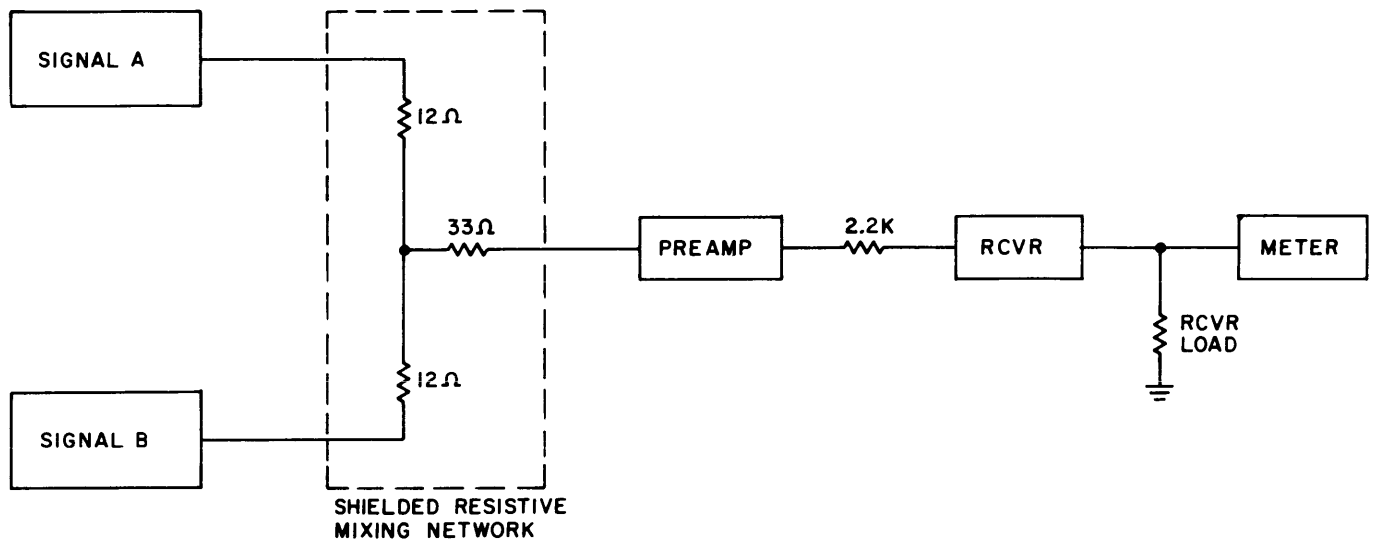 SIGNAL A
12Ω
33Ω
PREAMP
2.2K
RCVR
METER
RCVR
LOAD
12Ω
SIGNAL B
SHIELDED RESISTIVE
MIXING NETWORK